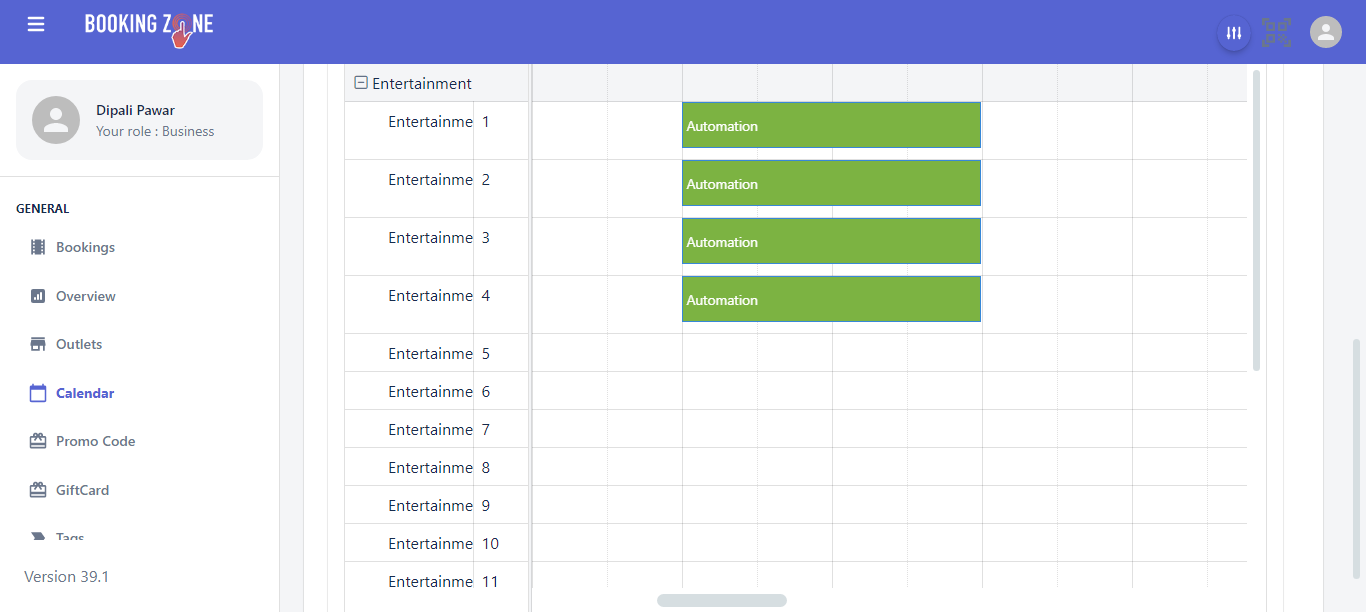 BOOKING ZONE
Dipali Pawar
Your role : Business
GENERAL
Bookings
Overview
Outlets
Calendar
Promo Code
GiftCard
Tags
Version 39.1
Entertainment
Entertainme 1 Automation
Entertainme 2 Automation
Entertainme 3 Automation
Entertainme 4 Automation
Entertainme 5
Entertainme 6
Entertainme 7
Entertainme 8
Entertainme 9
Entertainme 10
Entertainme 11